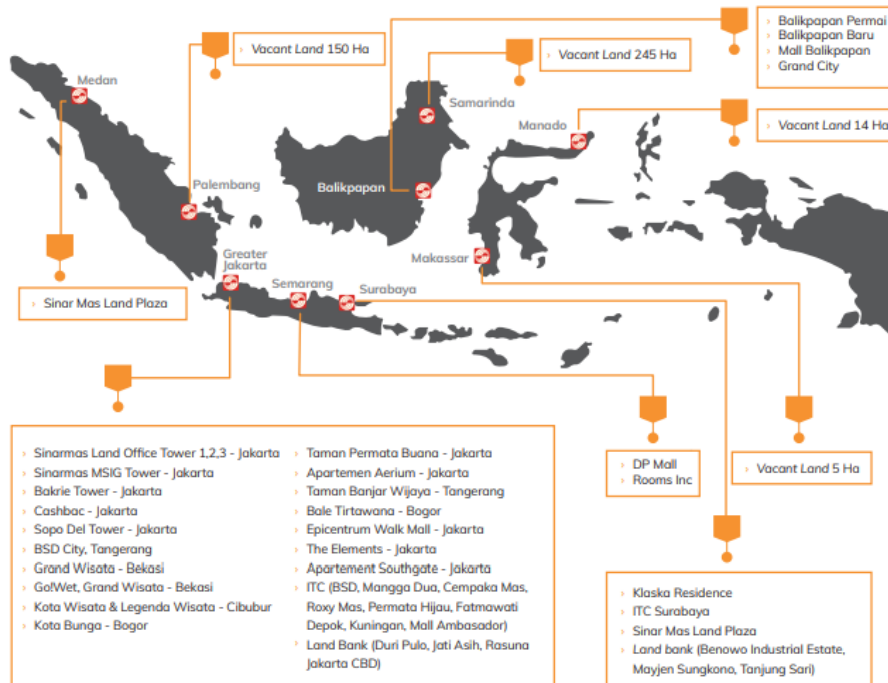 Balikpapan Permai
Balikpapan Baru
Mall Balikpapan
Grand City
Vacant Land 150 Ha
Vacant Land 245 Ha
Medan
Samarinda
Manado
Vacant Land 14 Ha
Palembang
Balikpapan
Greater
Jakarta
Makassar
Semarang
Surabaya
Sinar Mas Land Plaza
Sinarmas Land Office Tower 1,2,3 - Jakarta
Sinarmas MSIG Tower - Jakarta
Bakrie Tower - Jakarta
Cashbac - Jakarta
Sopo Del Tower - Jakarta
BSD City, Tangerang
Grand Wisata - Bekasi
Go!Wet, Grand Wisata - Bekasi
Kota Wisata & Legenda Wisata - Cibubur
Kota Bunga - Bogor
Taman Permata Buana - Jakarta
Apartemen Aerium - Jakarta
Taman Banjar Wijaya - Tangerang
Bale Tirtawana - Bogor
Epicentrum Walk Mall - Jakarta
The Elements - Jakarta
Apartement Southgate - Jakarta
ITC (BSD, Mangga Dua, Cempaka Mas,
Roxy Mas, Permata Hijau, Fatmawati
Depok, Kuningan, Mall Ambasador)
Land Bank (Duri Pulo, Jati Asih, Rasuna
Jakarta CBD)
DP Mall
Rooms Inc
Vacant Land 5 Ha
Klaska Residence
ITC Surabaya
Sinar Mas Land Plaza
Land bank (Benowo Industrial Estate,
Mayjen Sungkono, Tanjung Sari)